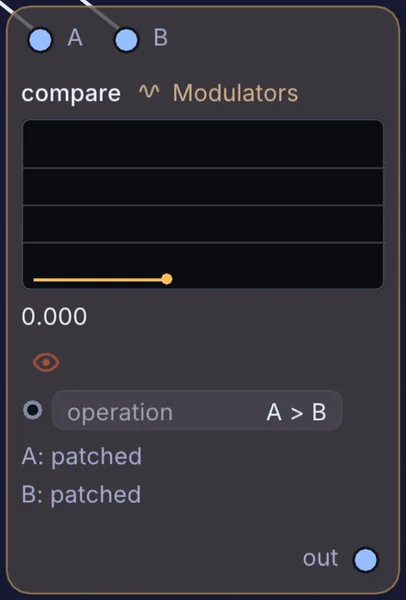 A B
compare Modulators
0.000
operation A > B
A: patched
B: patched
out